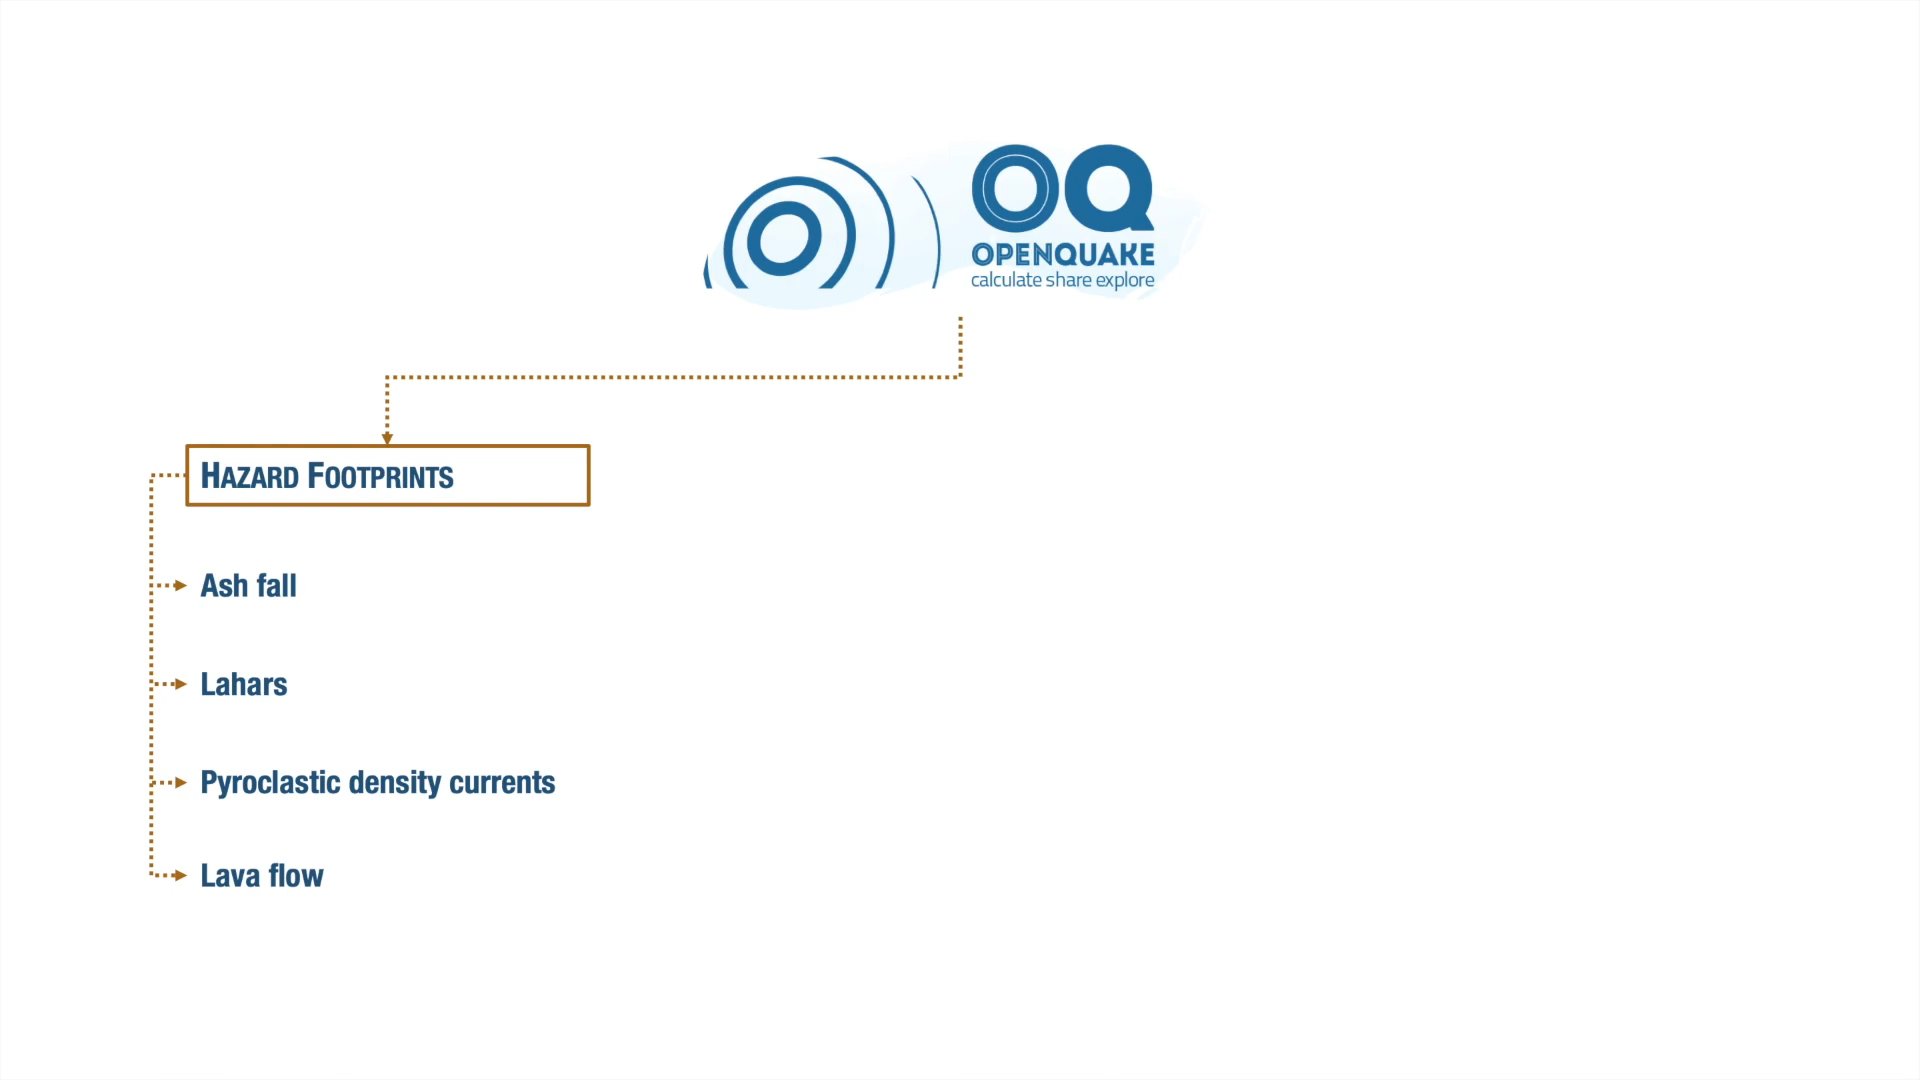 OQ
OPENQUAKE
calculate share explore
HAZARD FOOTPRINTS
Ash fall
Lahars
Pyroclastic density currents
Lava flow